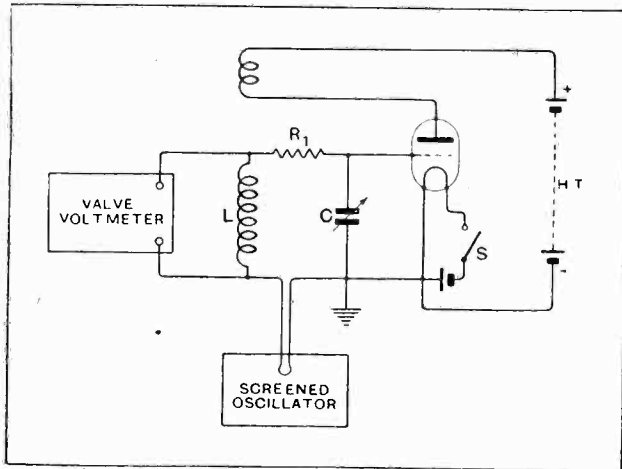 R1
+
VALVE
VOLTMETER
L
C
HT
S
-
SCREENED
OSCILLATOR